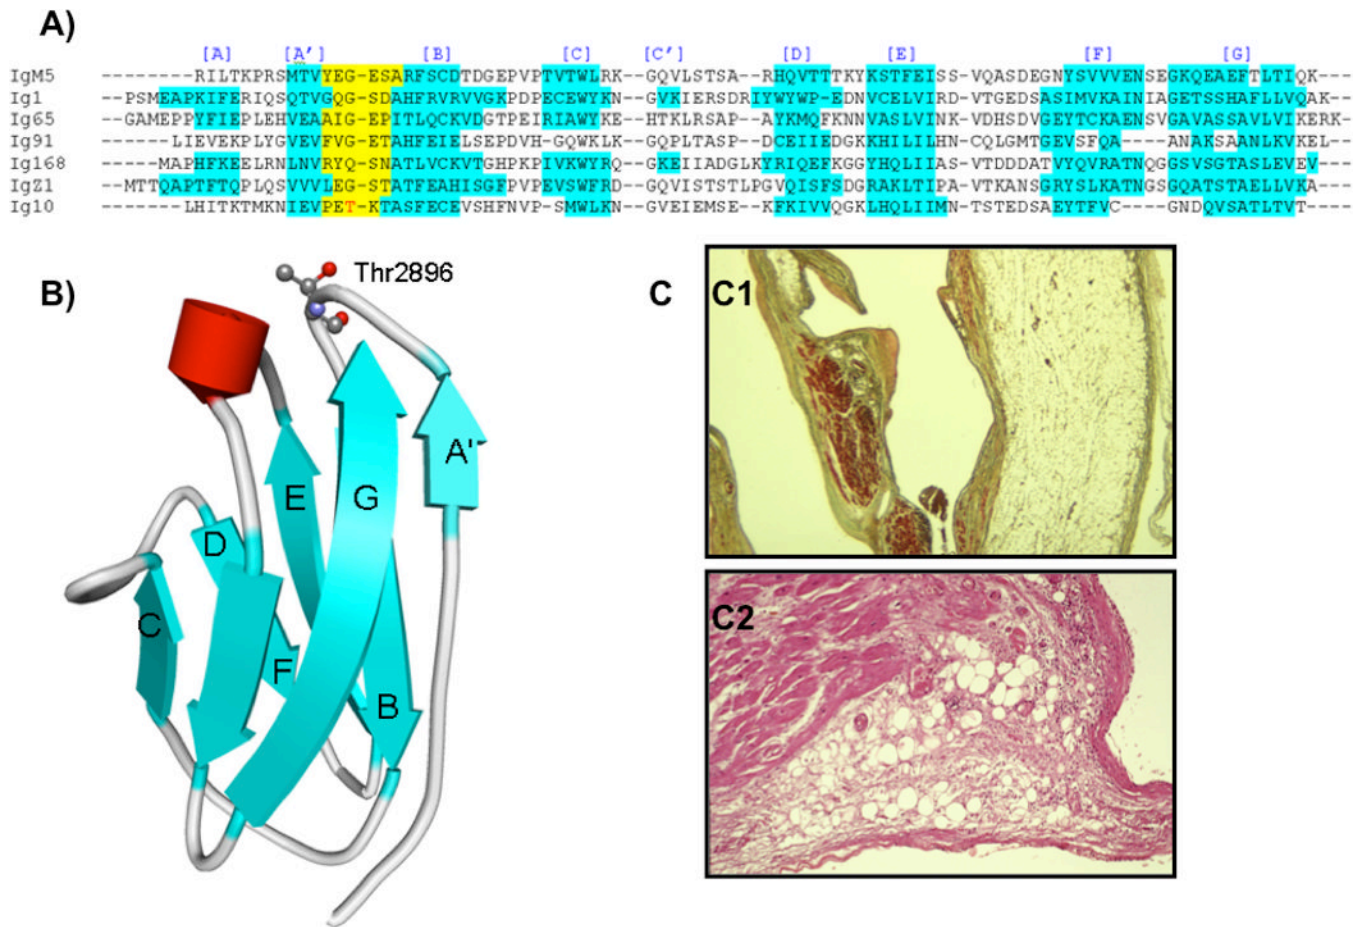 A)
[A] [A'] [B] [C] [C'] [D] [E] [F] [G]
IgM5 --------RILTKPRSMTVYEG-ESARFSCDTDGEPVPTVTWLRK--GQVLSTSA--RHQVTTTKYKSTFEISS-VQASDEGNYSVVVENSEGKQEAEFTLTIQK---
Ig1 --PSMEAPKIFERIQSQTVGQG-SDAHFRVRVVGKPDPECEWYKN--GVKIERSDRIYWYWP-EDNVCELVIRD-VTGEDSASIMVKAINIAGETSSHAFLLVQAK--
Ig65 --GAMEPPYFIEPLEHVEAAIG-EPITLQCKVDGTPEIRIAWYKE--HTKLRSAP--AYKMQFKNNVASLVINK-VDHSDVGEYTCKAENSVGAVASSAVLVIKERK-
Ig91 ------LIEVEKPLYGVEVFVG-ETAHFEIELSEPDVH-GQWKLK--GQPLTASP--DCEIIEDGKKHILILHN-CQLGMTGEVSFQA----ANAKSAANLKVKEL--
Ig168 -----MAPHFKEELRNLNVRYQ-SNATLVCKVTGHPKPIVKWYRQ--GKEIIADGLKYRIQEFKGGYHQLIIAS-VTDDDATVYQVRATNQGGSVSGTASLEVEV---
IgZ1 --MTTQAPTFTQPLQSVVVLEG-STATFEAHISGFPVPEVSWFRD--GQVISTSTLPGVQISFSDGRAKLTIPA-VTKANSGRYSLKATNGSGQATSTAELLVKA---
Ig10 -------LHITKTMKNIEVPET-KTASFECEVSHFNVP-SMWLKN--GVEIEMSE--KFKIVVQGKLHQLIIMN-TSTEDSAEYTFVC----GNDQVSATLTVT----
B)
Thr2896
A'
E
G
D
C
F
B
C
C1
C2